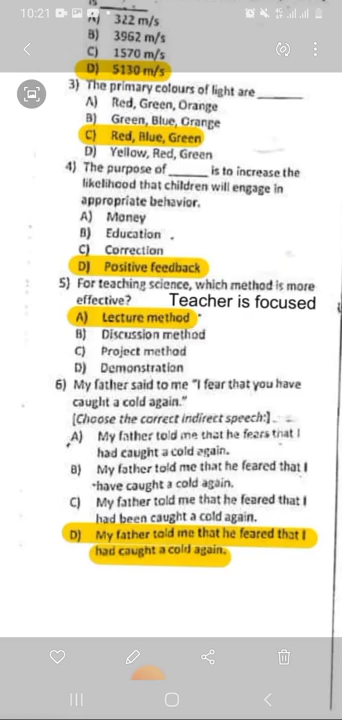 10:21
is
A) 322 m/s
B) 3962 m/s
C) 1570 m/s
D) 5130 m/s
3) The primary colours of light are ______
A) Red, Green, Orange
B) Green, Blue, Orange
C) Red, Blue, Green
D) Yellow, Red, Green
4) The purpose of ______ is to increase the
likelihood that children will engage in
appropriate behavior.
A) Money
B) Education
C) Correction
D) Positive feedback
5) For teaching science, which method is more
effective? Teacher is focused
A) Lecture method
B) Discussion method
C) Project method
D) Demonstration
6) My father said to me "I fear that you have
caught a cold again."
[Choose the correct indirect speech:]
A) My father told me that he fears that I
had caught a cold again.
B) My father told me that he feared that I
have caught a cold again.
C) My father told me that he feared that I
had been caught a cold again.
D) My father told me that he feared that I
had caught a cold again.